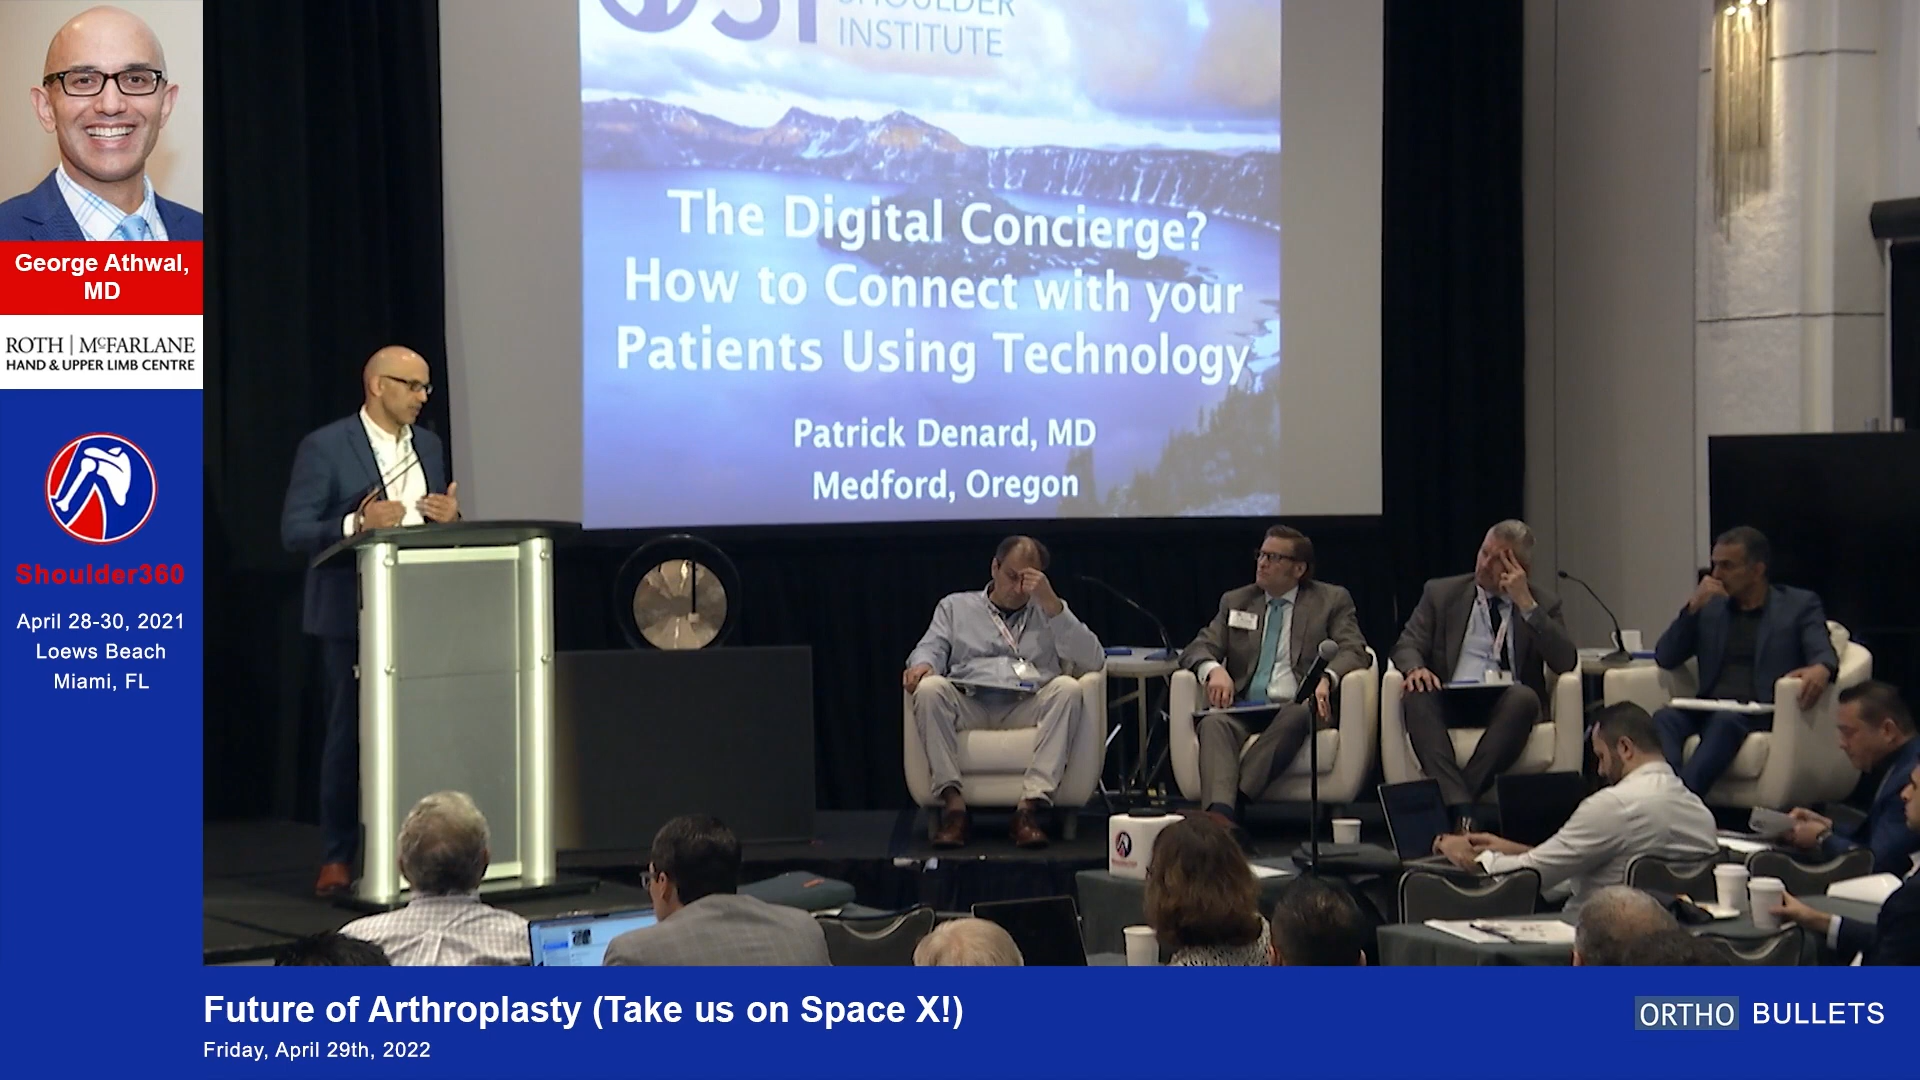 George Athwal,
MD
ROTH | McFARLANE
HAND & UPPER LIMB CENTRE
Shoulder360
April 28-30, 2021
Loews Beach
Miami, FL
SHOULDER
INSTITUTE
The Digital Concierge?
How to Connect with your
Patients Using Technology
Patrick Denard, MD
Medford, Oregon
Future of Arthroplasty (Take us on Space X!)
Friday, April 29th, 2022
ORTHO BULLETS